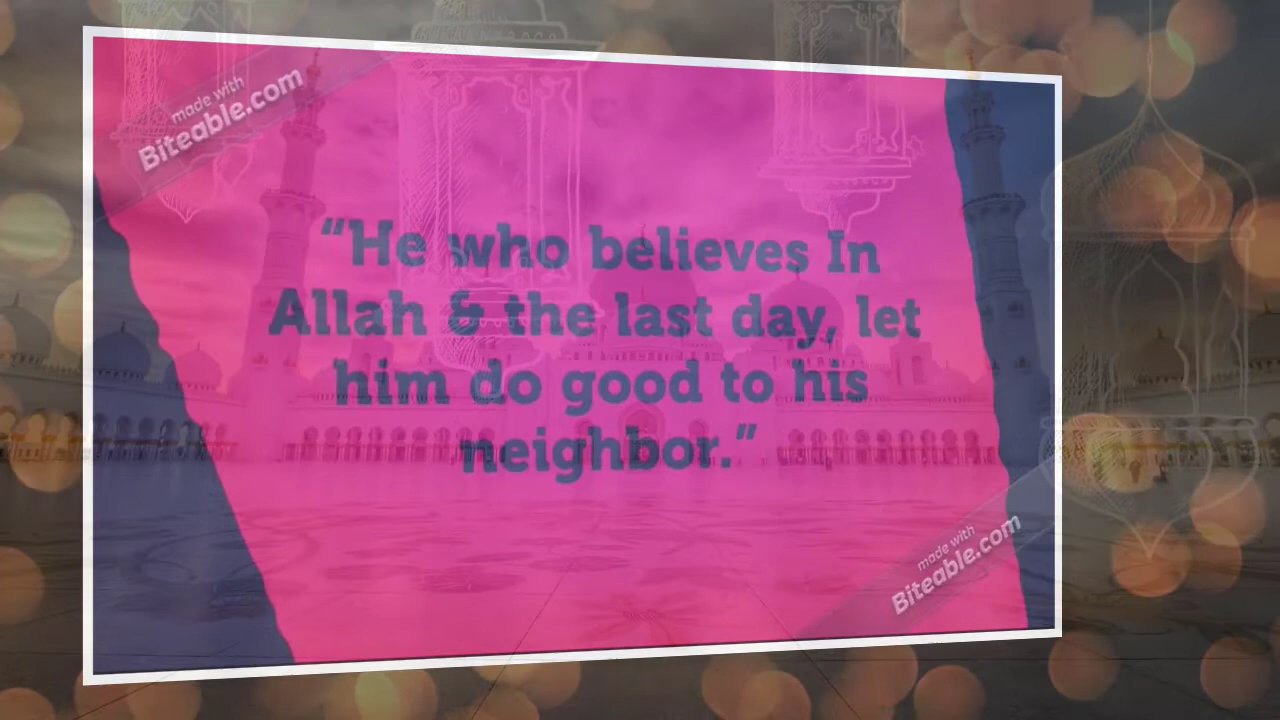 made with
Biteable.com
“He who believes In
Allah & the last day, let
him do good to his
neighbor.”
made with
Biteable.com